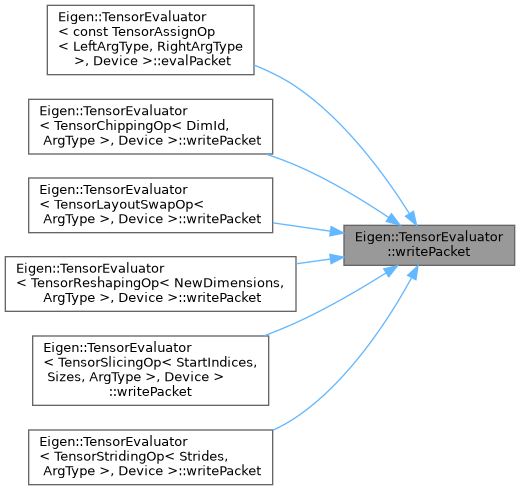 Eigen::TensorEvaluator
< const TensorAssignOp
< LeftArgType, RightArgType
>, Device >::evalPacket
Eigen::TensorEvaluator
< TensorChippingOp< DimId,
ArgType >, Device >::writePacket
Eigen::TensorEvaluator
< TensorLayoutSwapOp<
ArgType >, Device >::writePacket
Eigen::TensorEvaluator
::writePacket
Eigen::TensorEvaluator
< TensorReshapingOp< NewDimensions,
ArgType >, Device >::writePacket
Eigen::TensorEvaluator
< TensorSlicingOp< StartIndices,
Sizes, ArgType >, Device >
::writePacket
Eigen::TensorEvaluator
< TensorStridingOp< Strides,
ArgType >, Device >::writePacket